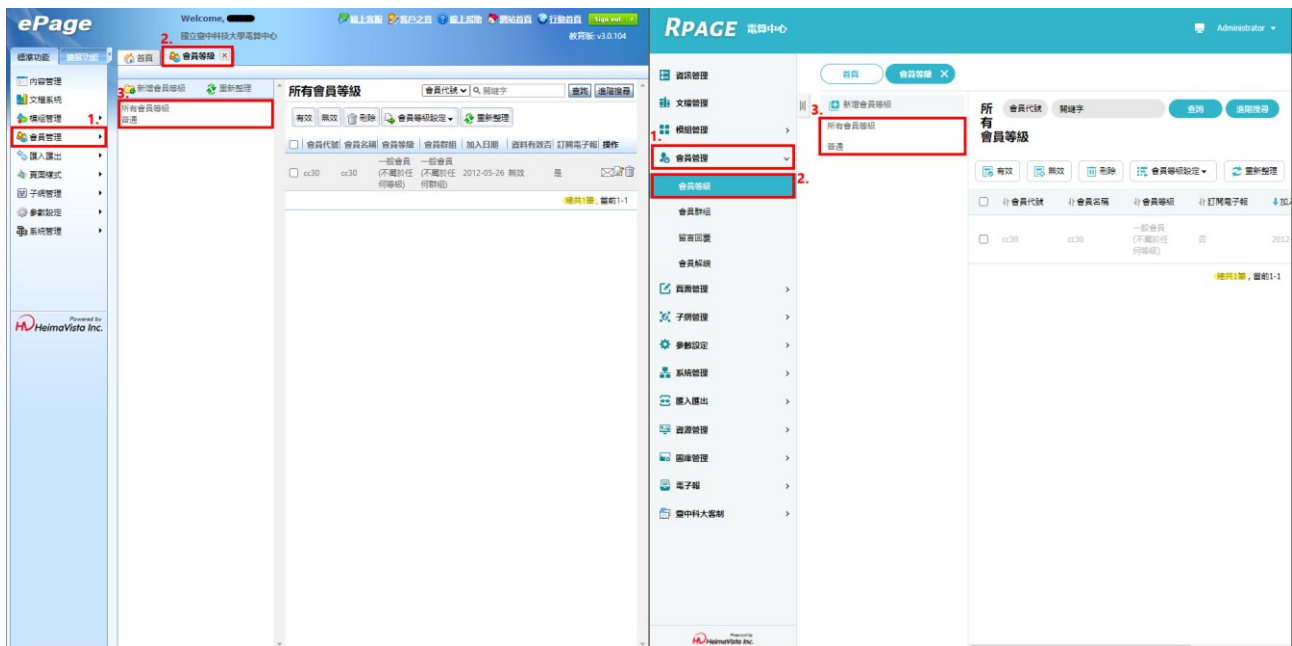 ePage
Welcome,
國立臺中科技大學電算中心
線上客服 客戶之音 線上幫助 網站首頁 行動首頁 Sign out
教育版: v3.0.104
2.
標準功能
首頁 會員等級
內容管理
文檔系統
模組管理
1.
會員管理
匯入匯出
頁面樣式
子網管理
參數設定
系統管理
Powered by
HeimaVista Inc.
新增會員等級 重新整理
3.
所有會員等級
普通
所有會員等級 會員代號 關鍵字 查詢 進階搜尋
有效 無效 刪除 會員等級設定 重新整理
會員代號 會員名稱 會員等級 會員群組 加入日期 資料有效否 訂閱電子報 操作
cc30 cc30 一般會員(不屬於任何等級) 一般會員(不屬於任何群組) 2012-05-26 無效 是
總共1筆, 當前1-1
RPAGE 電算中心
Administrator
資訊管理
文檔管理
模組管理
1.
會員管理
會員等級
2.
會員群組
留言回覆
會員解鎖
頁面管理
子網管理
參數設定
系統管理
匯入匯出
資源管理
圖庫管理
電子報
臺中科大客制
Powered by
HeimaVista Inc.
首頁 會員等級 X
3. 新增會員等級
所有會員等級
普通
所有會員等級 會員代號 關鍵字 查詢 進階搜尋
有效 無效 刪除 會員等級設定 重新整理
會員代號 會員名稱 會員等級 訂閱電子報 加入
cc30 cc30 一般會員(不屬於任何等級) 否 2012-
總共1筆, 當前1-1